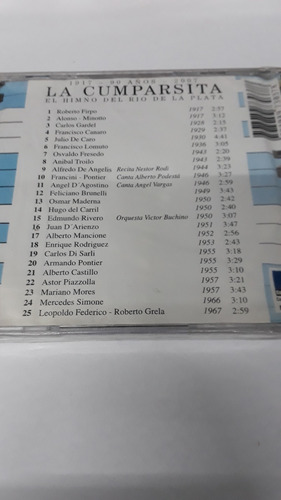 1917 - 90 AÑOS - 2007
LA CUMPARSITA
EL HIMNO DEL RIO DE LA PLATA
1 Roberto Firpo 1917 2:57
2 Alonso - Minotto 1917 3:12
3 Carlos Gardel 1928 2:15
4 Francisco Canaro 1929 2:37
5 Julio De Caro 1930 4:41
6 Francisco Lomuto 1936 3:05
7 Osvaldo Fresedo 1943 2:20
8 Anibal Troilo 1943 2:39
9 Alfredo De Angelis Recita Nestor Rodi 1944 3:23
10 Francini - Pontier Canta Alberto Podestá 1946 3:27
11 Angel D'Agostino Canta Angel Vargas 1946 2:59
12 Feliciano Brunelli 1949 3:43
13 Osmar Maderna 1950 2:42
14 Hugo del Carril 1950 2:40
15 Edmundo Rivero Orquesta Victor Buchino 1950 3:07
16 Juan D'Arienzo 1951 3:47
17 Alberto Mancione 1952 2:56
18 Enrique Rodriguez 1953 2:43
19 Carlos Di Sarli 1955 3:18
20 Armando Pontier 1955 3:29
21 Alberto Castillo 1955 3:29
22 Astor Piazzolla 1957 3:31
23 Mariano Mores 1957 3:43
24 Mercedes Simone 1966 3:10
25 Leopoldo Federico - Roberto Grela 1967 2:59